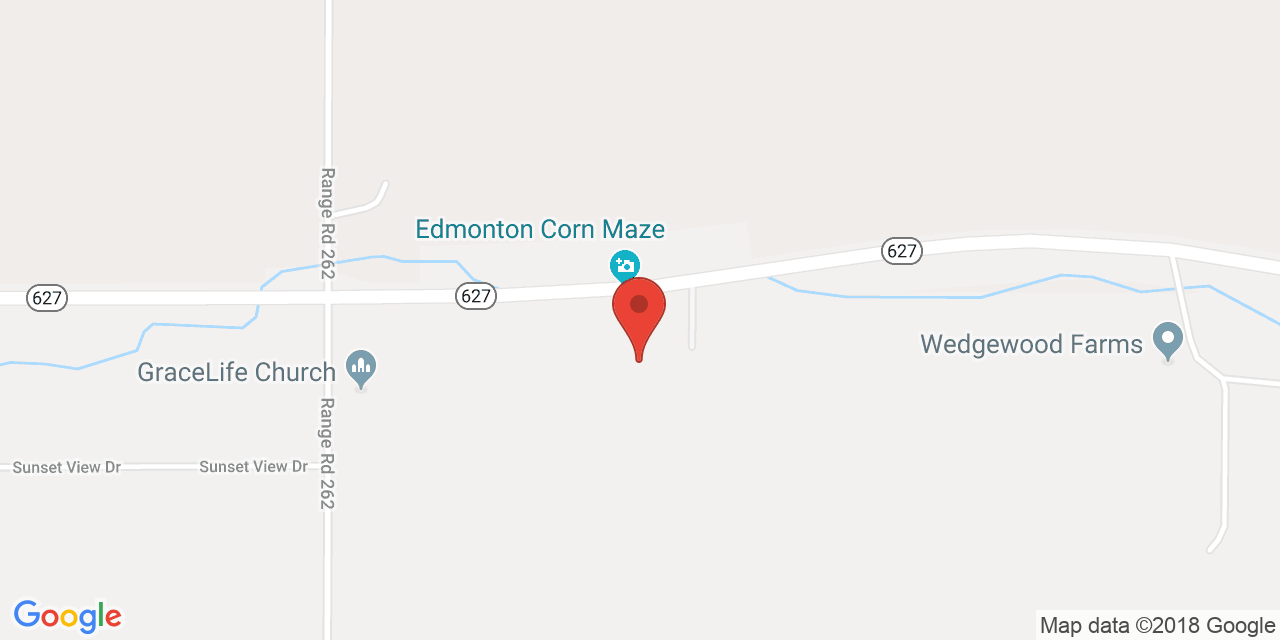 Range Rd 262
Edmonton Corn Maze
627
627
627
Wedgewood Farms
GraceLife Church
Range Rd 262
Sunset View Dr
Sunset View Dr
Google
Map data ©2018 Google